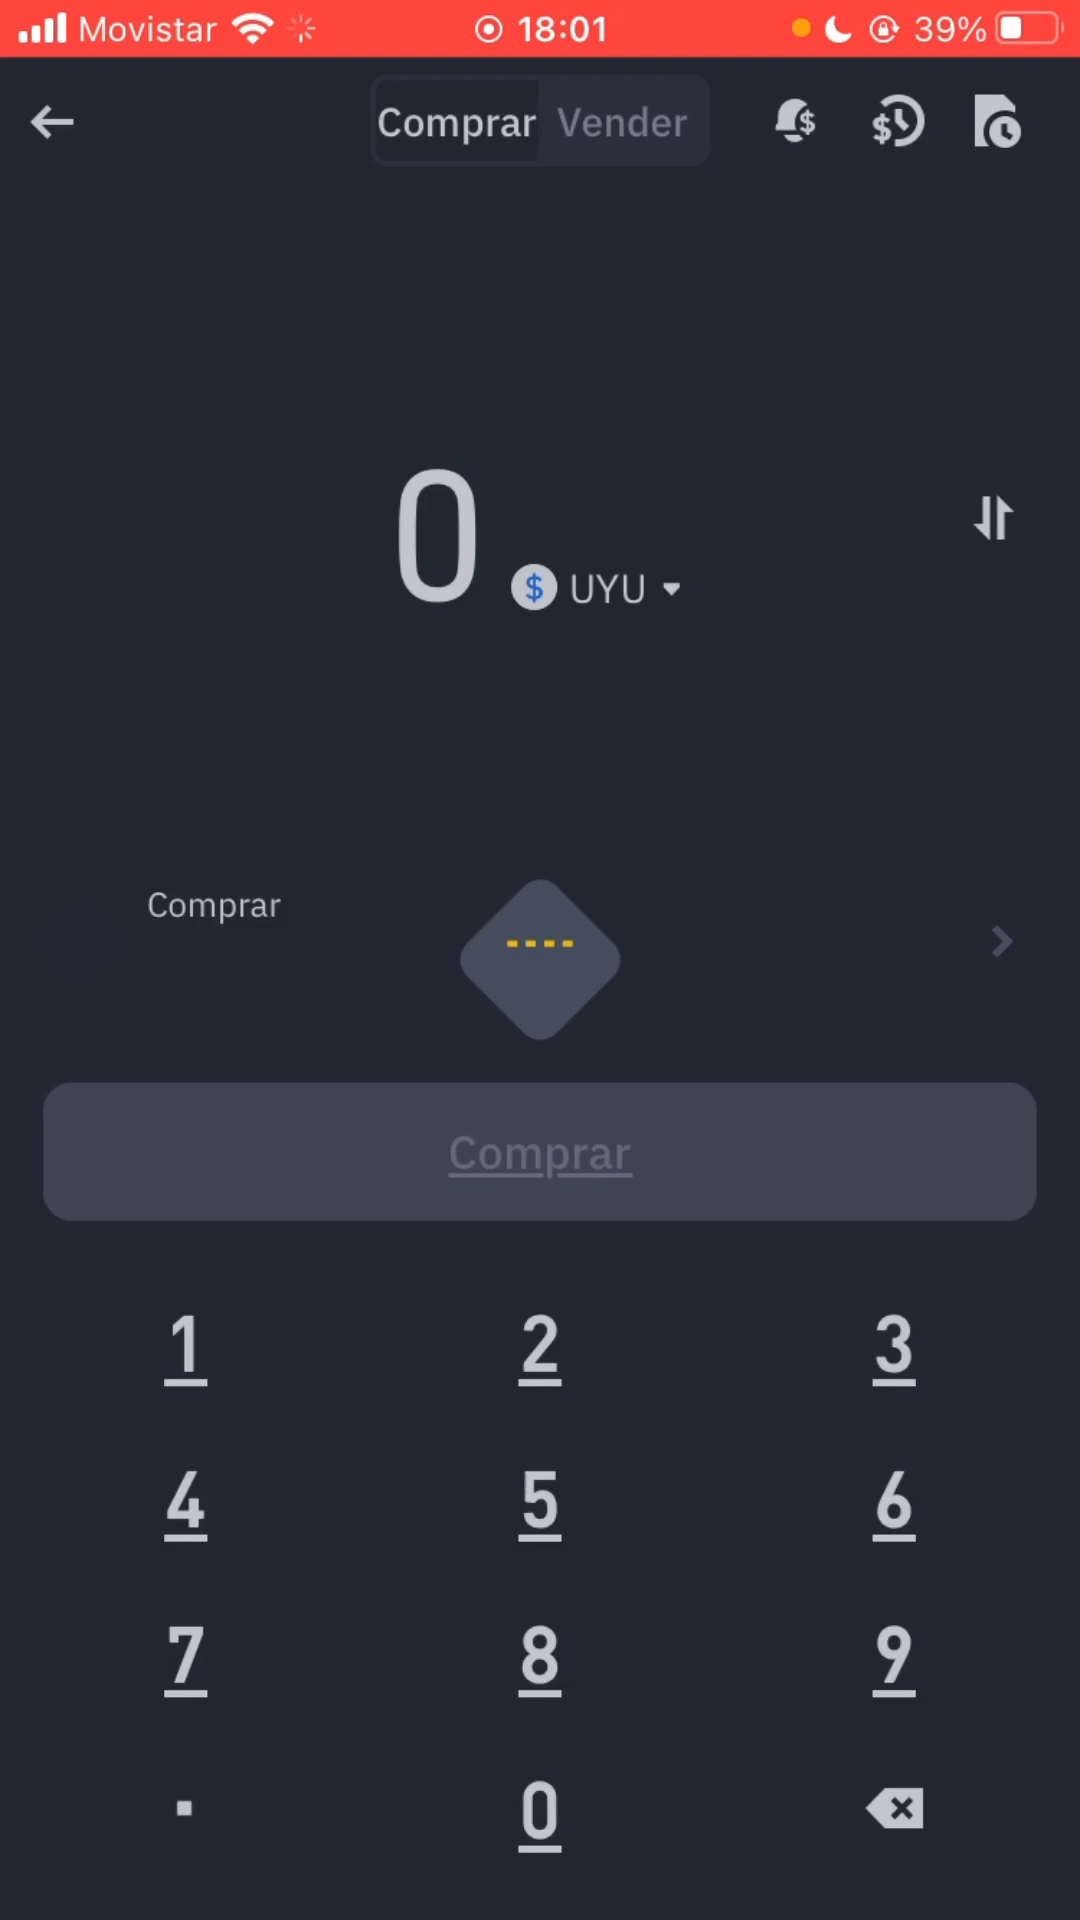 Movistar 18:01 39%
Comprar Vender
0 $ UYU
Comprar
Comprar
1 2 3
4 5 6
7 8 9
. 0